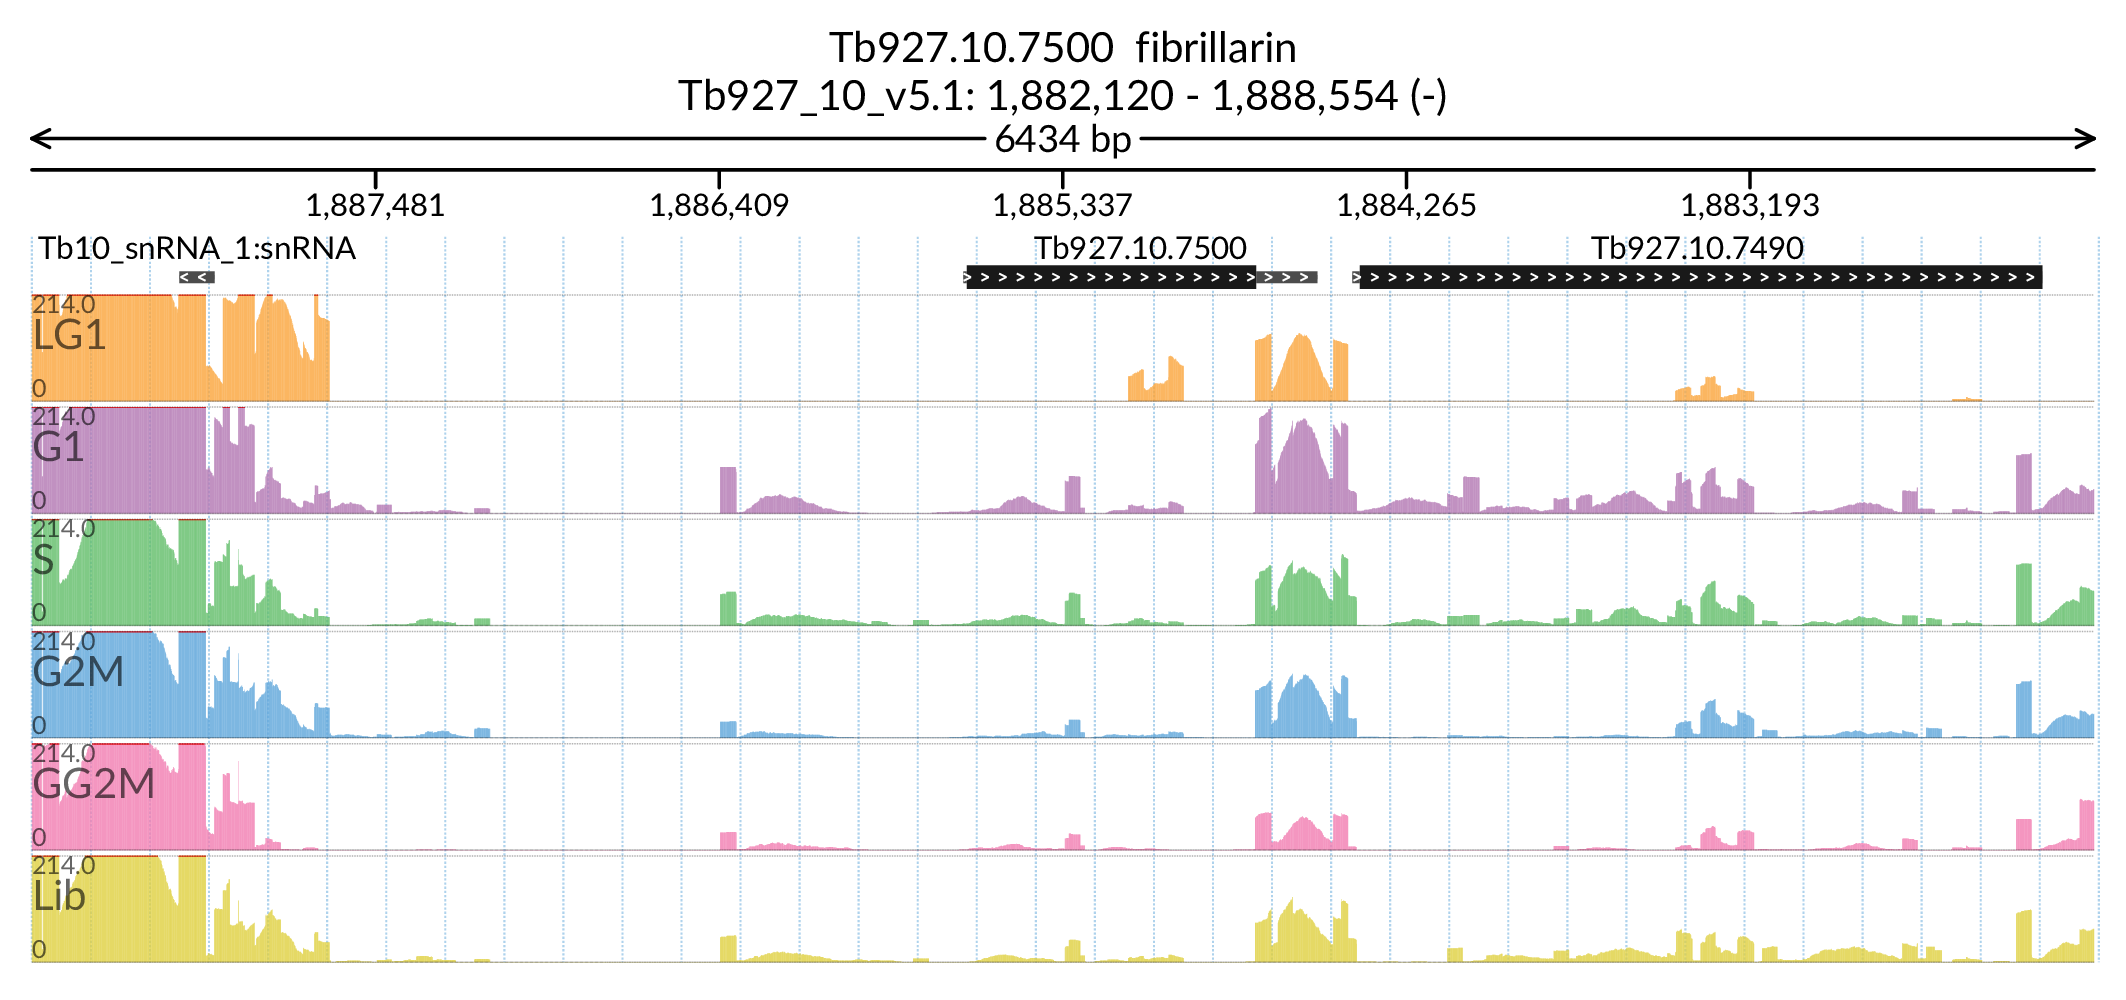 Tb927.10.7500 fibrillarin
Tb927_10_v5.1: 1,882,120 - 1,888,554 (-)
6434 bp
1,887,481 1,886,409 1,885,337 1,884,265 1,883,193
Tb10_snRNA_1:snRNA Tb927.10.7500 Tb927.10.7490
214.0
LG1
0
214.0
G1
0
214.0
S
0
214.0
G2M
0
214.0
GG2M
0
214.0
Lib
0